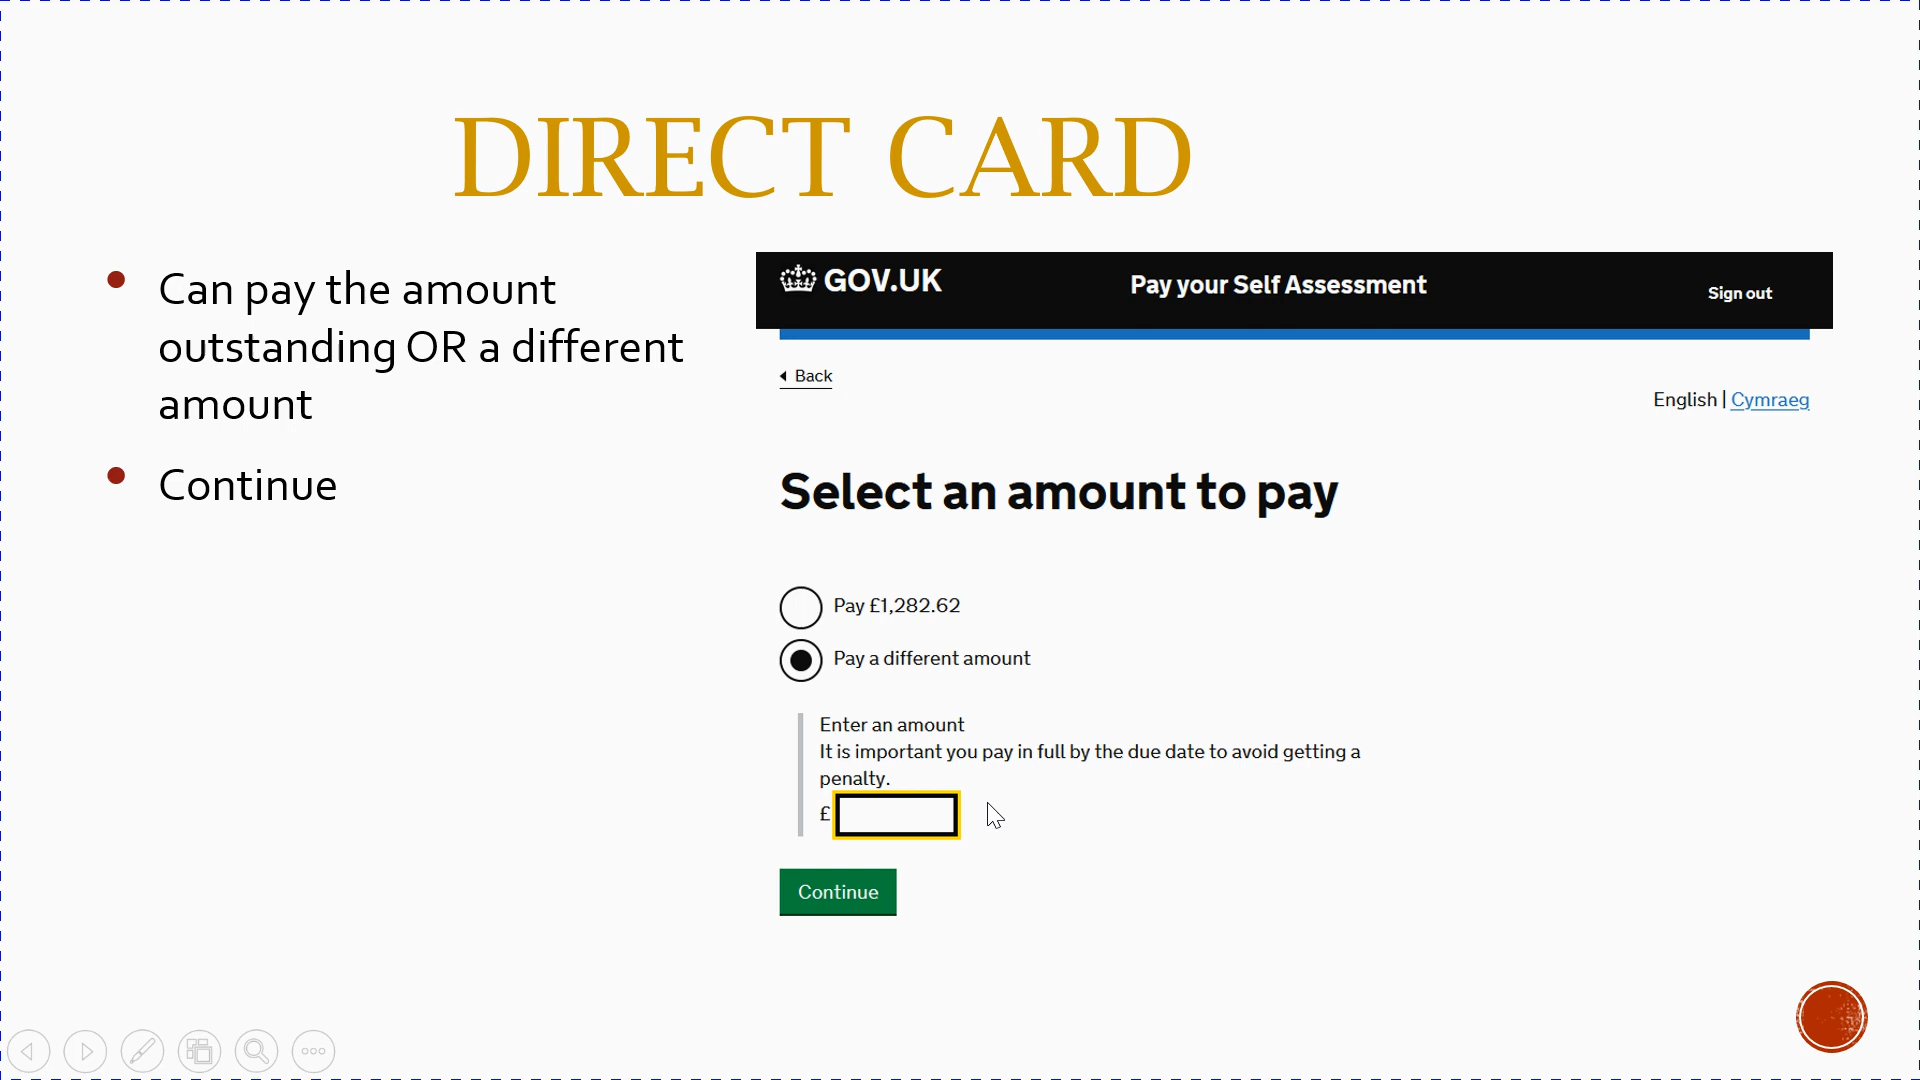 DIRECT CARD
• Can pay the amount
outstanding OR a different
amount
• Continue
GOV.UK
Pay your Self Assessment
Sign out
Back
English | Cymraeg
Select an amount to pay
Pay £1,282.62
Pay a different amount
Enter an amount
It is important you pay in full by the due date to avoid getting a
penalty.
£
Continue